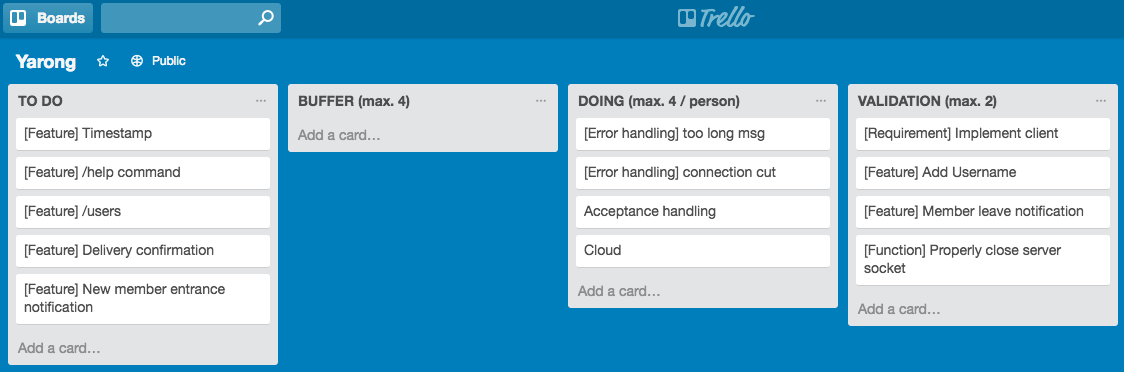 Boards
Trello
Yarong
Public
TO DO
[Feature] Timestamp
[Feature] /help command
[Feature] /users
[Feature] Delivery confirmation
[Feature] New member entrance
notification
Add a card…
BUFFER (max. 4)
Add a card…
DOING (max. 4 / person)
[Error handling] too long msg
[Error handling] connection cut
Acceptance handling
Cloud
Add a card…
VALIDATION (max. 2)
[Requirement] Implement client
[Feature] Add Username
[Feature] Member leave notification
[Function] Properly close server
socket
Add a card…